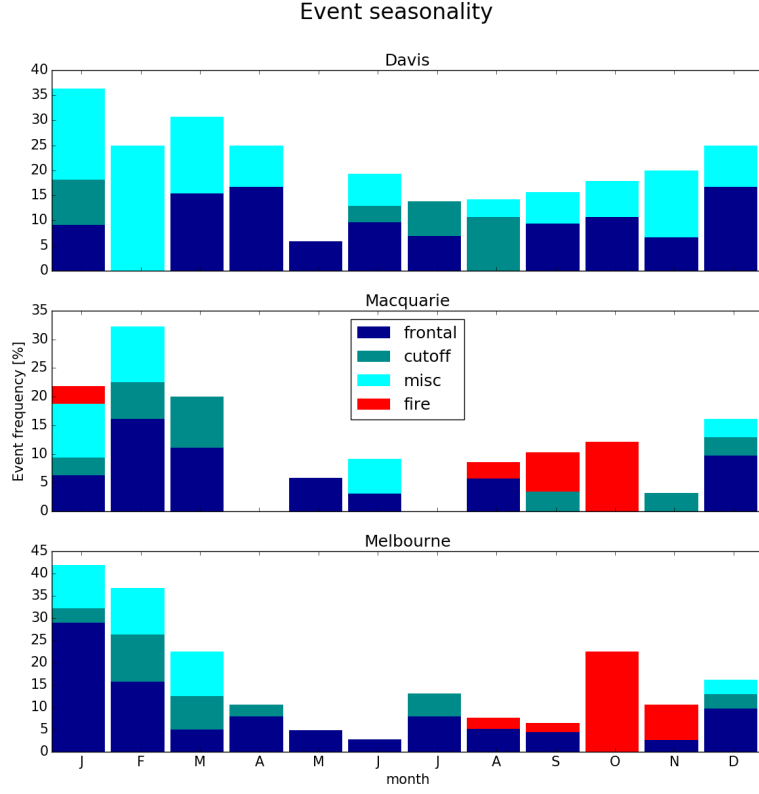 Event seasonality
Davis
40
35
30
25
20
15
10
5
0
Macquarie
35
30
25
20
15
10
5
0
Event frequency [%]
frontal
cutoff
misc
fire
Melbourne
45
40
35
30
25
20
15
10
5
0
J F M A M J J A S O N D
month